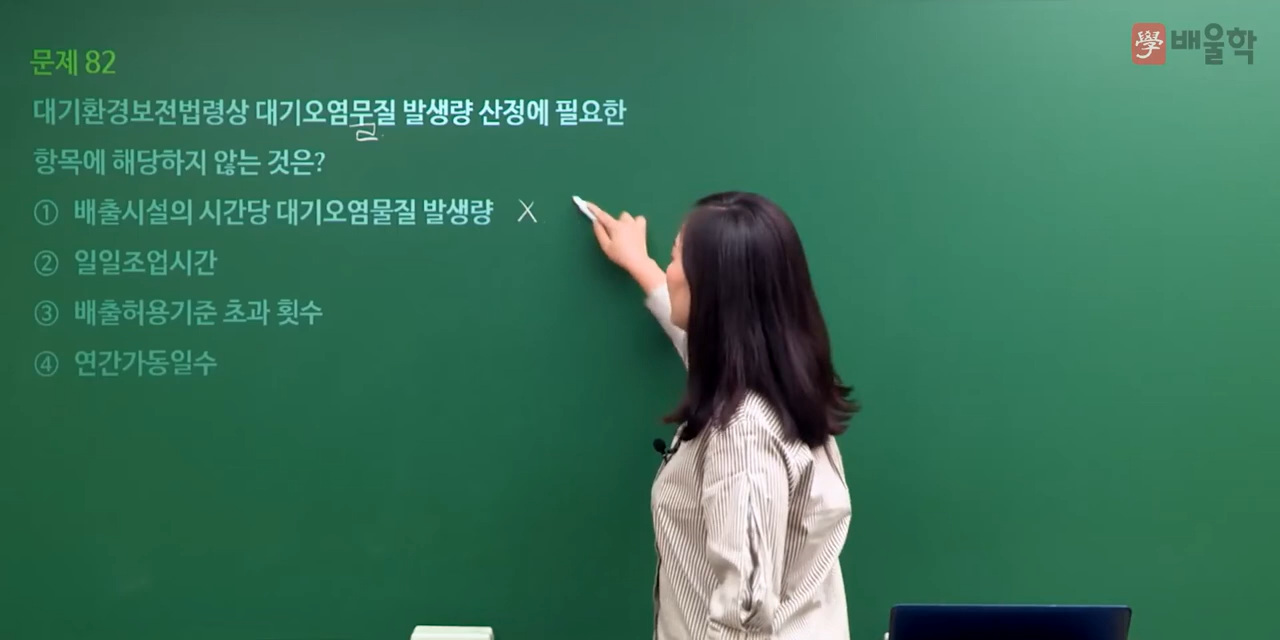 學 배울학
문제 82
대기환경보전법령상 대기오염무질 발생량 산정에 필요한
ㄹ
항목에 해당하지 않는 것은?
① 배출시설의 시간당 대기오염물질 발생량 X
② 일일조업시간
③ 배출허용기준 초과 횟수
④ 연간가동일수